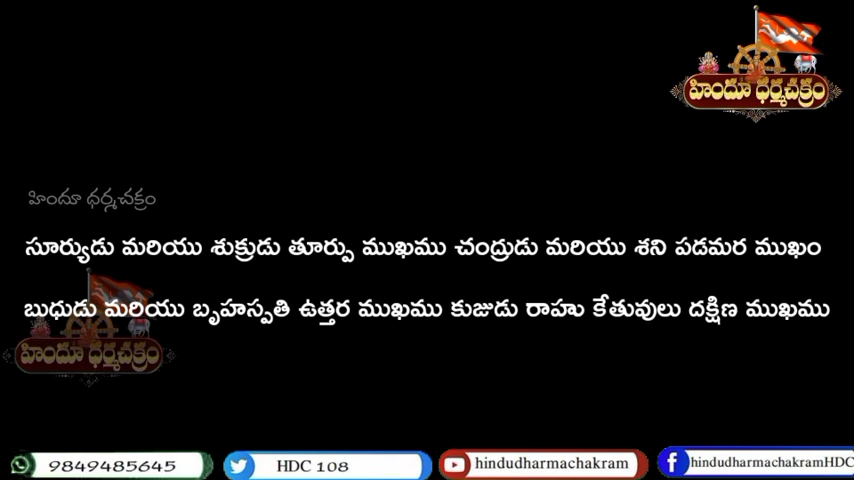 హిందూ ధర్మచక్రం
హిందూ ధర్మచక్రం
సూర్యుడు మరియు శుక్రుడు తూర్పు ముఖము చంద్రుడు మరియు శని పడమర ముఖం
బుధుడు మరియు బృహస్పతి ఉత్తర ముఖము కుజుడు రాహు కేతువులు దక్షిణ ముఖము
హిందూ ధర్మచక్రం
9849485645
HDC 108
hindudharmachakram
hindudharmachakramHDC